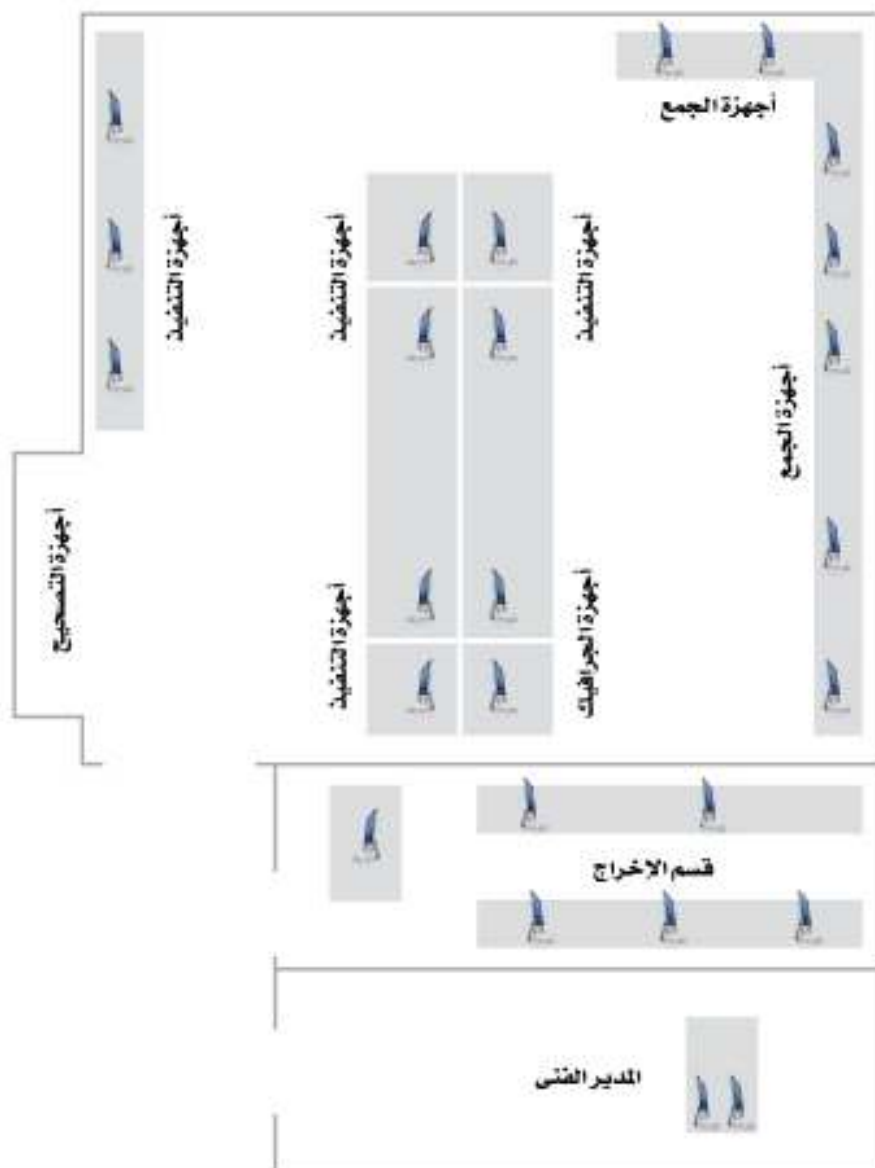 أجهزة الجمع
أجهزة التنفيذ
أجهزة التنفيذ
أجهزة التنفيذ
أجهزة الجمع
أجهزة التصحيح
أجهزة الجرافيك
أجهزة التنفيذ
قسم الإخراج
المدير الفنى